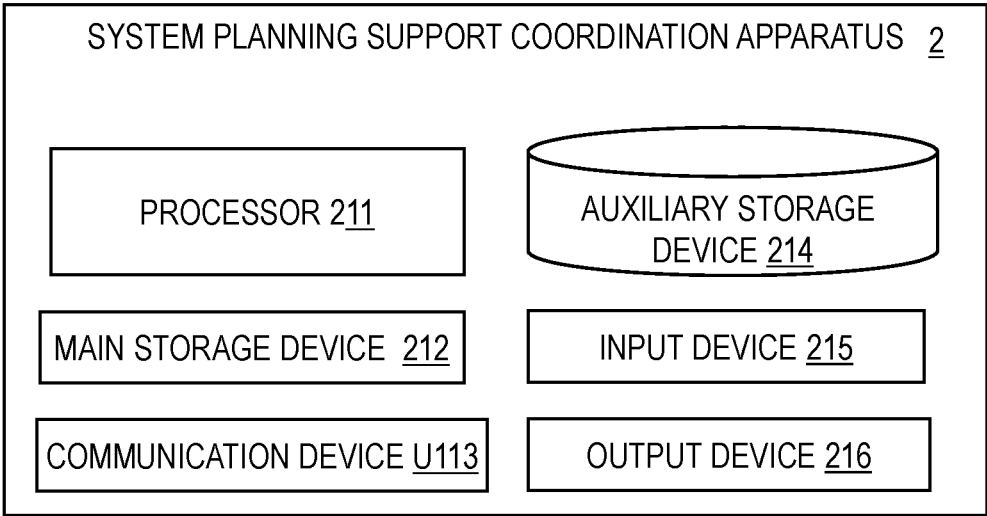 SYSTEM PLANNING SUPPORT COORDINATION APPARATUS 2
PROCESSOR 211
AUXILIARY STORAGE
DEVICE 214
MAIN STORAGE DEVICE 212
INPUT DEVICE 215
COMMUNICATION DEVICE U113
OUTPUT DEVICE 216